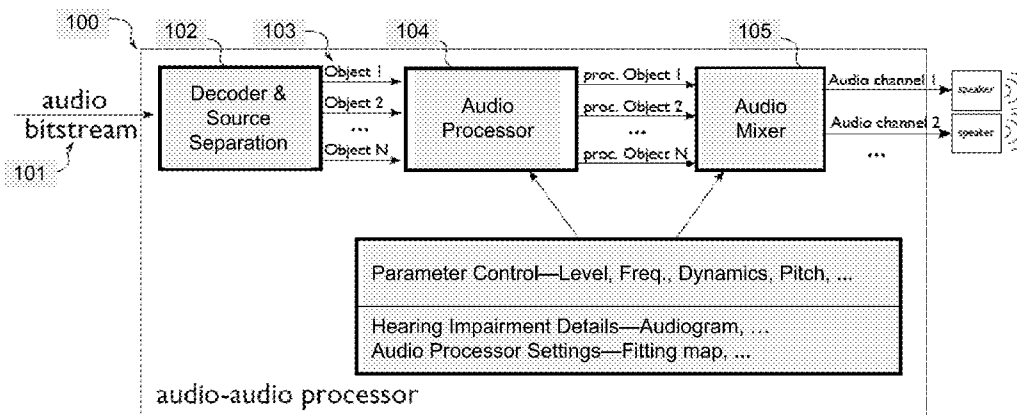 100
102
103
104
105
audio
bitstream
101
Decoder &
Source
Separation
Object 1
Object 2
...
Object N
Audio
Processor
proc. Object 1
proc. Object 2
...
proc. Object N
Audio
Mixer
Audio channel 1
Audio channel 2
...
speaker
speaker
Parameter Control—Level, Freq., Dynamics, Pitch, ...
Hearing Impairment Details—Audiogram, ...
Audio Processor Settings—Fitting map, ...
audio-audio processor